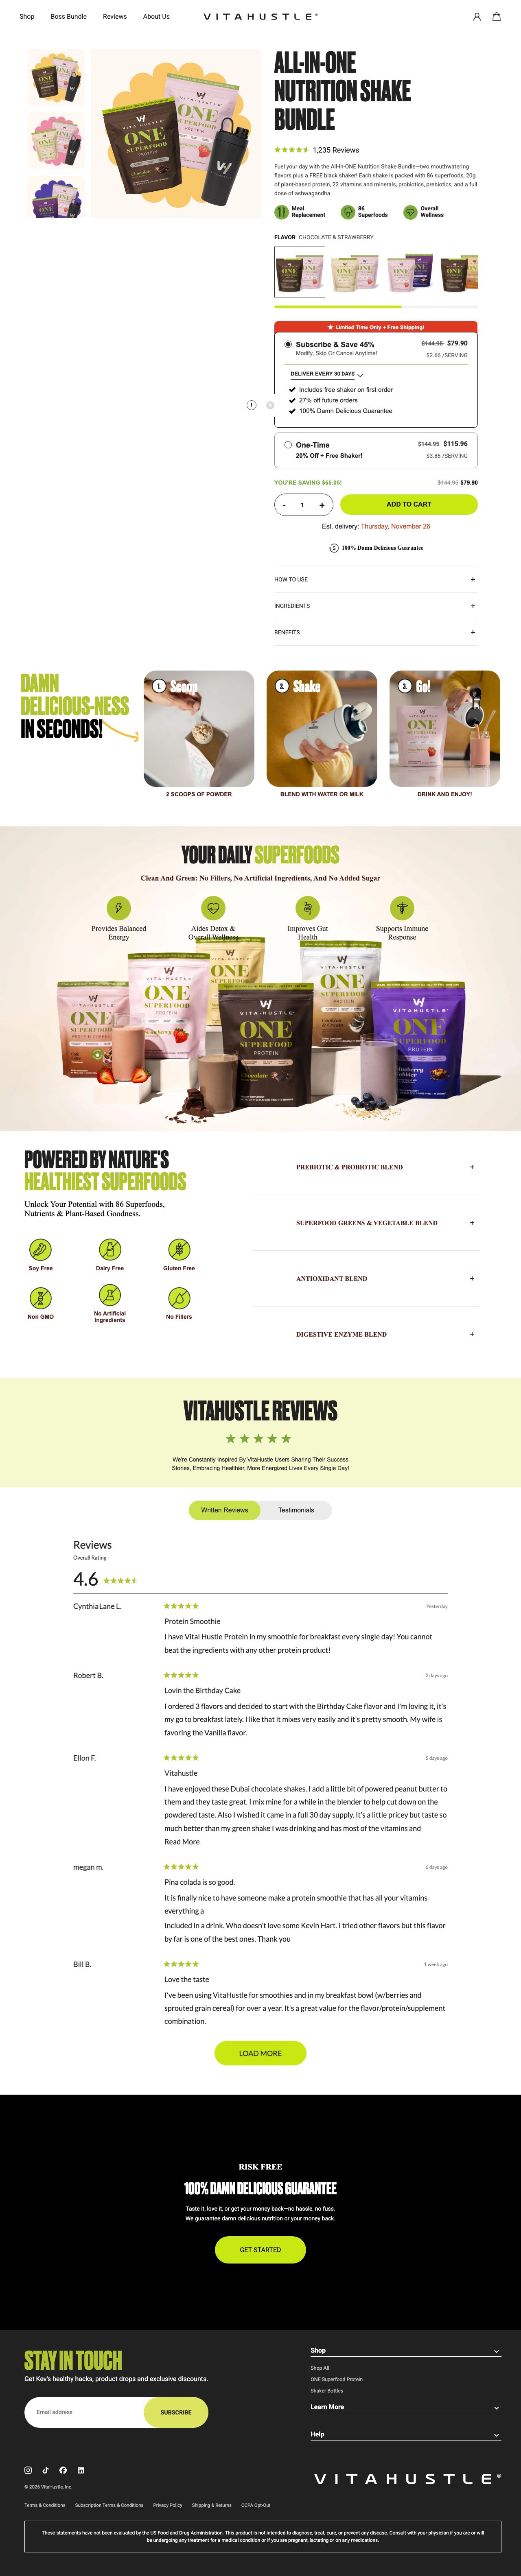 Shop
Boss Bundle
Reviews
About Us
VITAHUSTLE®
ALL-IN-ONE
NUTRITION SHAKE
BUNDLE
1,235 Reviews
Fuel your day with the All-In-ONE Nutrition Shake Bundle—two mouthwatering
flavors plus a FREE black shaker! Each shake is packed with 86 superfoods, 20g
of plant-based protein, 22 vitamins and minerals, probiotics, prebiotics, and a full
dose of ashwagandha.
Meal
Replacement
86
Superfoods
Overall
Wellness
FLAVOR CHOCOLATE & STRAWBERRY
Limited Time Only + Free Shipping!
Subscribe & Save 45%
$144.95 $79.90
Modify, Skip Or Cancel Anytime!
$2.66 /SERVING
DELIVER EVERY 30 DAYS
Includes free shaker on first order
27% off future orders
100% Damn Delicious Guarantee
One-Time
$144.95 $115.96
20% Off + Free Shaker!
$3.86 /SERVING
YOU'RE SAVING $65.05!
$144.95 $79.90
- 1 +
ADD TO CART
Est. delivery: Thursday, November 26
100% Damn Delicious Guarantee
HOW TO USE +
INGREDIENTS +
BENEFITS +
DAMN
DELICIOUS-NESS
IN SECONDS!
1. Scoop
2. Shake
3. Go!
2 SCOOPS OF POWDER
BLEND WITH WATER OR MILK
DRINK AND ENJOY!
YOUR DAILY SUPERFOODS
Clean And Green: No Fillers, No Artificial Ingredients, And No Added Sugar
Provides Balanced
Energy
Aides Detox &
Overall Wellness
Improves Gut
Health
Supports Immune
Response
VITA·HUSTLE
ONE
SUPERFOOD
PROTEIN
Chocolate
POWERED BY NATURE'S
HEALTHIEST SUPERFOODS
Unlock Your Potential with 86 Superfoods,
Nutrients & Plant-Based Goodness.
Soy Free
Dairy Free
Gluten Free
Non GMO
No Artificial
Ingredients
No Fillers
PREBIOTIC & PROBIOTIC BLEND +
SUPERFOOD GREENS & VEGETABLE BLEND +
ANTIOXIDANT BLEND +
DIGESTIVE ENZYME BLEND +
VITAHUSTLE REVIEWS
We're Constantly Inspired By VitaHustle Users Sharing Their Success
Stories, Embracing Healthier, More Energized Lives Every Single Day!
Written Reviews
Testimonials
Reviews
Overall Rating
4.6
Cynthia Lane L.
Yesterday
Protein Smoothie
I have Vital Hustle Protein in my smoothie for breakfast every single day! You cannot
beat the ingredients with any other protein product!
Robert B.
2 days ago
Lovin the Birthday Cake
I ordered 3 flavors and decided to start with the Birthday Cake flavor and I'm loving it, it's
my go to breakfast lately. I like that it mixes very easily and it's pretty smooth. My wife is
favoring the Vanilla flavor.
Ellon F.
5 days ago
Vitahustle
I have enjoyed these Dubai chocolate shakes. I add a little bit of powered peanut butter to
them and they taste great. I mix mine for a while in the blender to help cut down on the
powdered taste. Also I wished it came in a full 30 day supply. It's a little pricey but taste so
much better than my green shake I was drinking and has most of the vitamins and
Read More
megan m.
6 days ago
Pina colada is so good.
It is finally nice to have someone make a protein smoothie that has all your vitamins
everything a
Included in a drink. Who doesn't love some Kevin Hart. I tried other flavors but this flavor
by far is one of the best ones. Thank you
Bill B.
1 week ago
Love the taste
I've been using VitaHustle for smoothies and in my breakfast bowl (w/berries and
sprouted grain cereal) for over a year. It's a great value for the flavor/protein/supplement
combination.
LOAD MORE
RISK FREE
100% DAMN DELICIOUS GUARANTEE
Taste it, love it, or get your money back—no hassle, no fuss.
We guarantee damn delicious nutrition or your money back.
GET STARTED
STAY IN TOUCH
Get Kev's healthy hacks, product drops and exclusive discounts.
Email address
SUBSCRIBE
Shop
Shop All
ONE Superfood Protein
Shaker Bottles
Learn More
Help
© 2026 VitaHustle, Inc.
VITAHUSTLE®
Terms & Conditions
Subscription Terms & Conditions
Privacy Policy
Shipping & Returns
CCPA Opt-Out
These statements have not been evaluated by the US Food and Drug Administration. This product is not intended to diagnose, treat, cure, or prevent any disease. Consult with your physician if you are or will
be undergoing any treatment for a medical condition or if you are pregnant, lactating or on any medications.